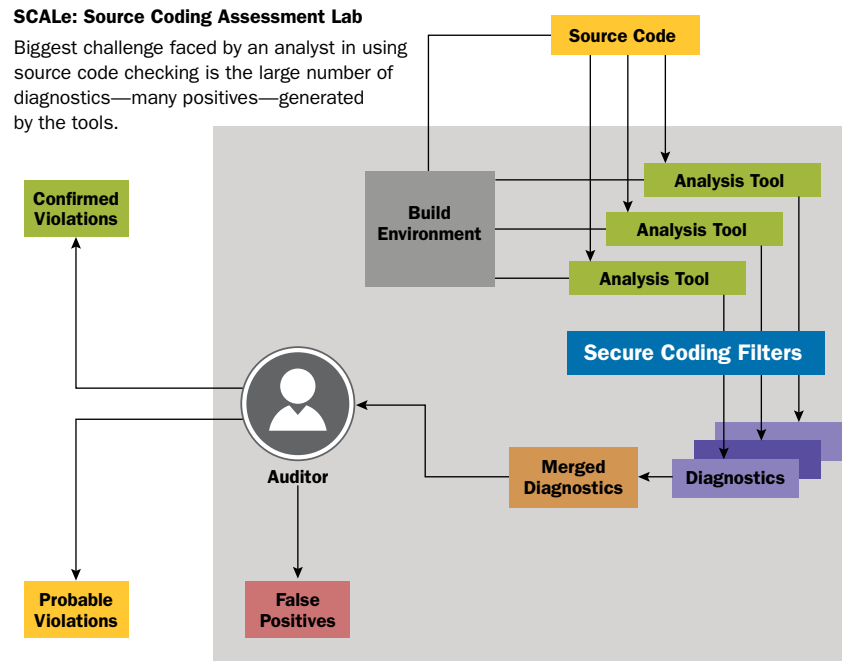 SCALe: Source Coding Assessment Lab
Biggest challenge faced by an analyst in using
source code checking is the large number of
diagnostics—many positives—generated
by the tools.
Source Code
Analysis Tool
Confirmed
Violations
Build
Environment
Analysis Tool
Analysis Tool
Secure Coding Filters
Auditor
Merged
Diagnostics
Diagnostics
Probable
Violations
False
Positives